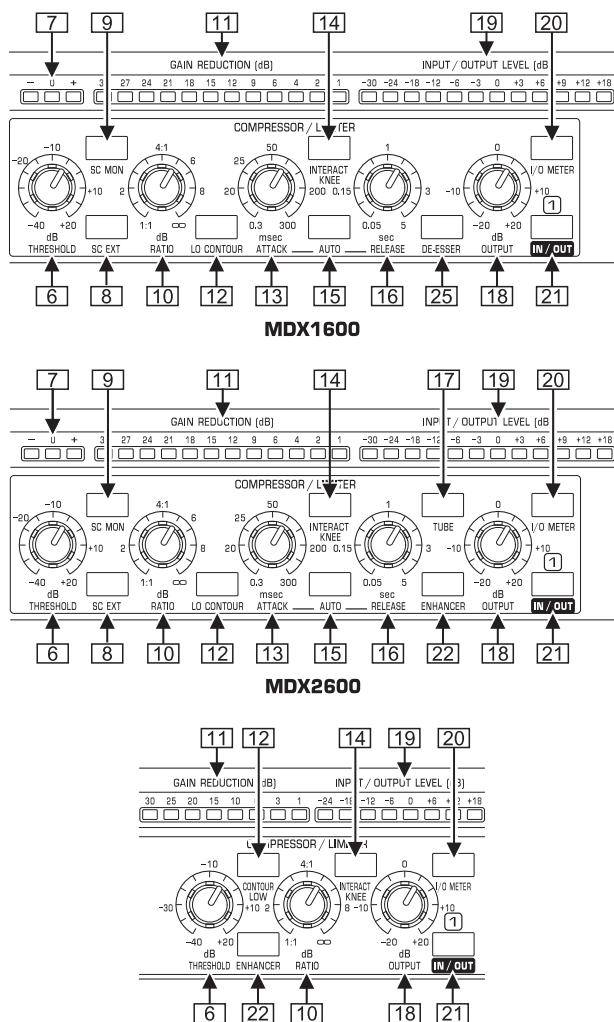 7 9 11 14 19 20
GAIN REDUCTION (dB) INPUT / OUTPUT LEVEL (dB
− U + 3 27 24 21 18 15 12 9 6 4 2 1 -30 -24 -18 -12 -6 -3 0 +3 +6 +9 +12 +18
COMPRESSOR / L TER
-10 4:1 50 1 0
-20 SC MON 6 25 INTERACT KNEE I/O METER
+10 2 8 20 200 0.15 3 -10 +10 1
-40 +20 1:1 ∞ 0.3 300 0.05 5 -20 +20
dB dB msec sec dB
THRESHOLD SC EXT RATIO LO CONTOUR ATTACK AUTO RELEASE DE-ESSER OUTPUT IN / OUT
6 8 10 12 13 15 16 25 18 21
MDX1600
7 9 11 14 17 19 20
GAIN REDUCTION (dB) INPUT / OUTPUT LEVEL (dB
− U + 3 27 24 21 18 15 12 9 6 4 2 1 -30 -24 -18 -12 -6 -3 0 +3 +6 +9 +12 +18
COMPRESSOR / L TER
-10 4:1 50 1 0
-20 SC MON 6 25 INTERACT KNEE TUBE I/O METER
+10 2 8 20 200 0.15 3 -10 +10 1
-40 +20 1:1 ∞ 0.3 300 0.05 5 -20 +20
dB dB msec sec dB
THRESHOLD SC EXT RATIO LO CONTOUR ATTACK AUTO RELEASE ENHANCER OUTPUT IN / OUT
6 8 10 12 13 15 16 22 18 21
MDX2600
11 12 14 19 20
GAIN REDUCTION (dB) INPUT / OUTPUT LEVEL (dB)
30 25 20 15 10 3 1 -24 -18 -12 -6 0 +6 +18
COMPRESSOR / LIMITER
-10 4:1 0
CONTOUR INTERACT I/O METER
-30 LOW +10 2 KNEE 8 -10 +10
1
-40 +20 1:1 ∞ -20 +20
dB dB dB
THRESHOLD ENHANCER RATIO OUTPUT IN / OUT
6 22 10 18 21